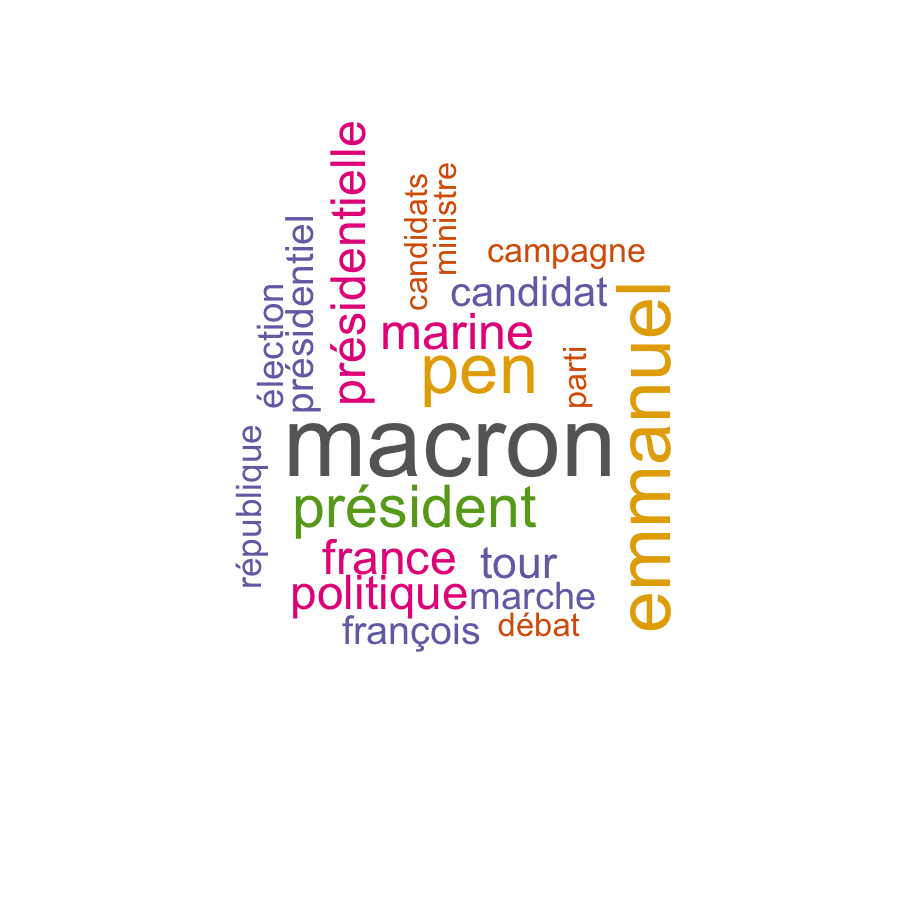 présidentielle
candidats
ministre
présidentiel
campagne
élection
candidat
emmanuel
marine
pen
parti
macron
république
président
france
tour
politique
marche
françois
débat